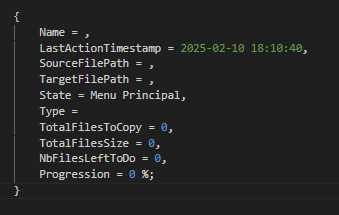 {
Name = ,
LastActionTimestamp = 2025-02-10 18:10:40,
SourceFilePath = ,
TargetFilePath = ,
State = Menu Principal,
Type =
TotalFilesToCopy = 0,
TotalFilesSize = 0,
NbFilesLeftToDo = 0,
Progression = 0 %;
}